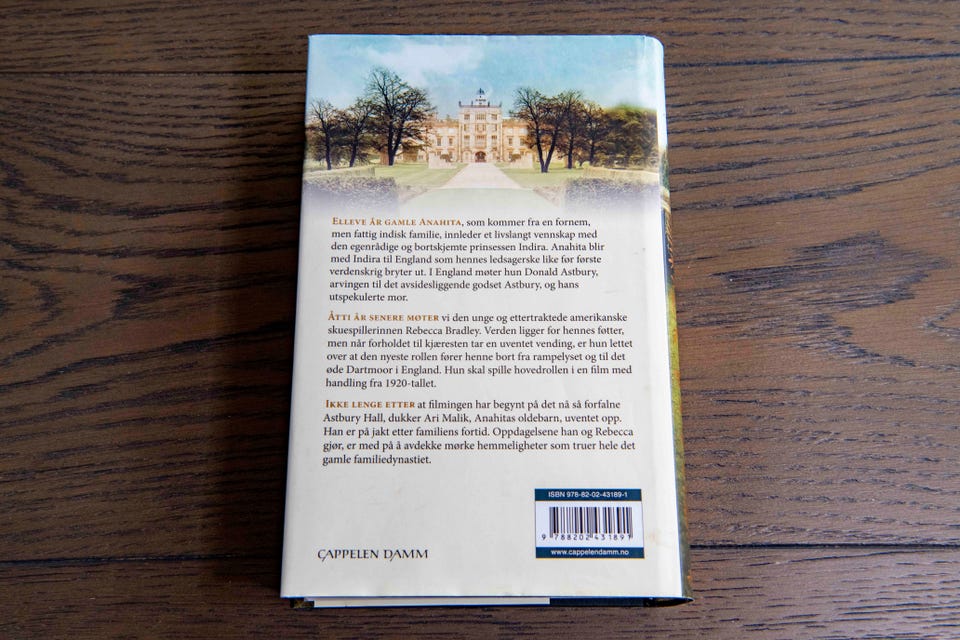 ELLEVE ÅR GAMLE ANAHITA, som kommer fra en fornem,
men fattig indisk familie, innleder et livslangt vennskap med
den egenrådige og bortskjemte prinsessen Indira. Anahita blir
med Indira til England som hennes ledsagerske like før første
verdenskrig bryter ut. I England møter hun Donald Astbury,
arvingen til det avsidesliggende godset Astbury, og hans
utspekulerte mor.
ÅTTI ÅR SENERE MØTER vi den unge og ettertraktede amerikanske
skuespillerinnen Rebecca Bradley. Verden ligger for hennes føtter,
men når forholdet til kjæresten tar en uventet vending, er hun lettet
over at den nyeste rollen fører henne bort fra rampelyset og til det
øde Dartmoor i England. Hun skal spille hovedrollen i en film med
handling fra 1920-tallet.
IKKE LENGE ETTER at filmingen har begynt på det nå så forfalne
Astbury Hall, dukker Ari Malik, Anahitas oldebarn, uventet opp.
Han er på jakt etter familiens fortid. Oppdagelsene han og Rebecca
gjør, er med på å avdekke mørke hemmeligheter som truer hele det
gamle familiedynastiet.
ISBN 978-82-02-43189-1
9 788202 431891
www.cappelendamm.no
CAPPELEN DAMM